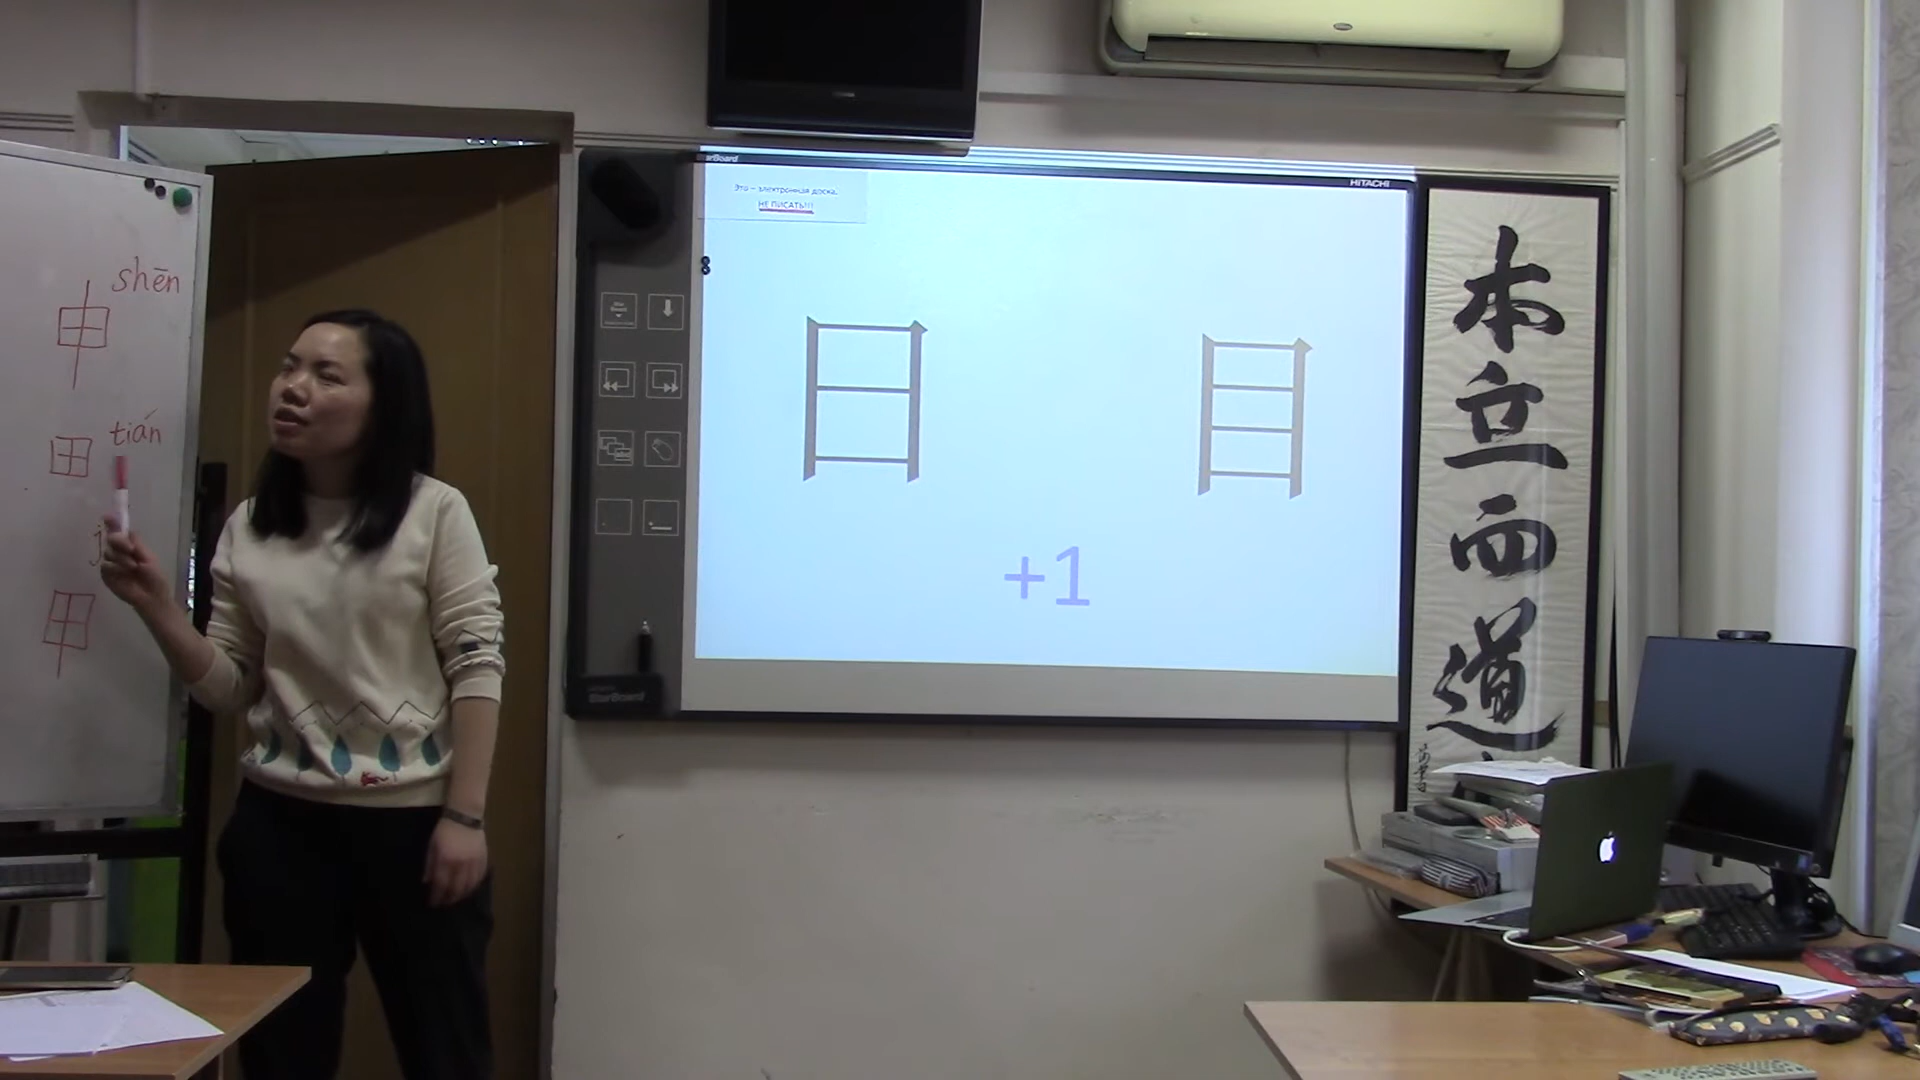 shēn
申
tián
田
甲
StarBoard
HITACHI
Это – электронная доска.
НЕ ПИСАТЬ!!!
日
目
+1
StarBoard
本
立
而
道